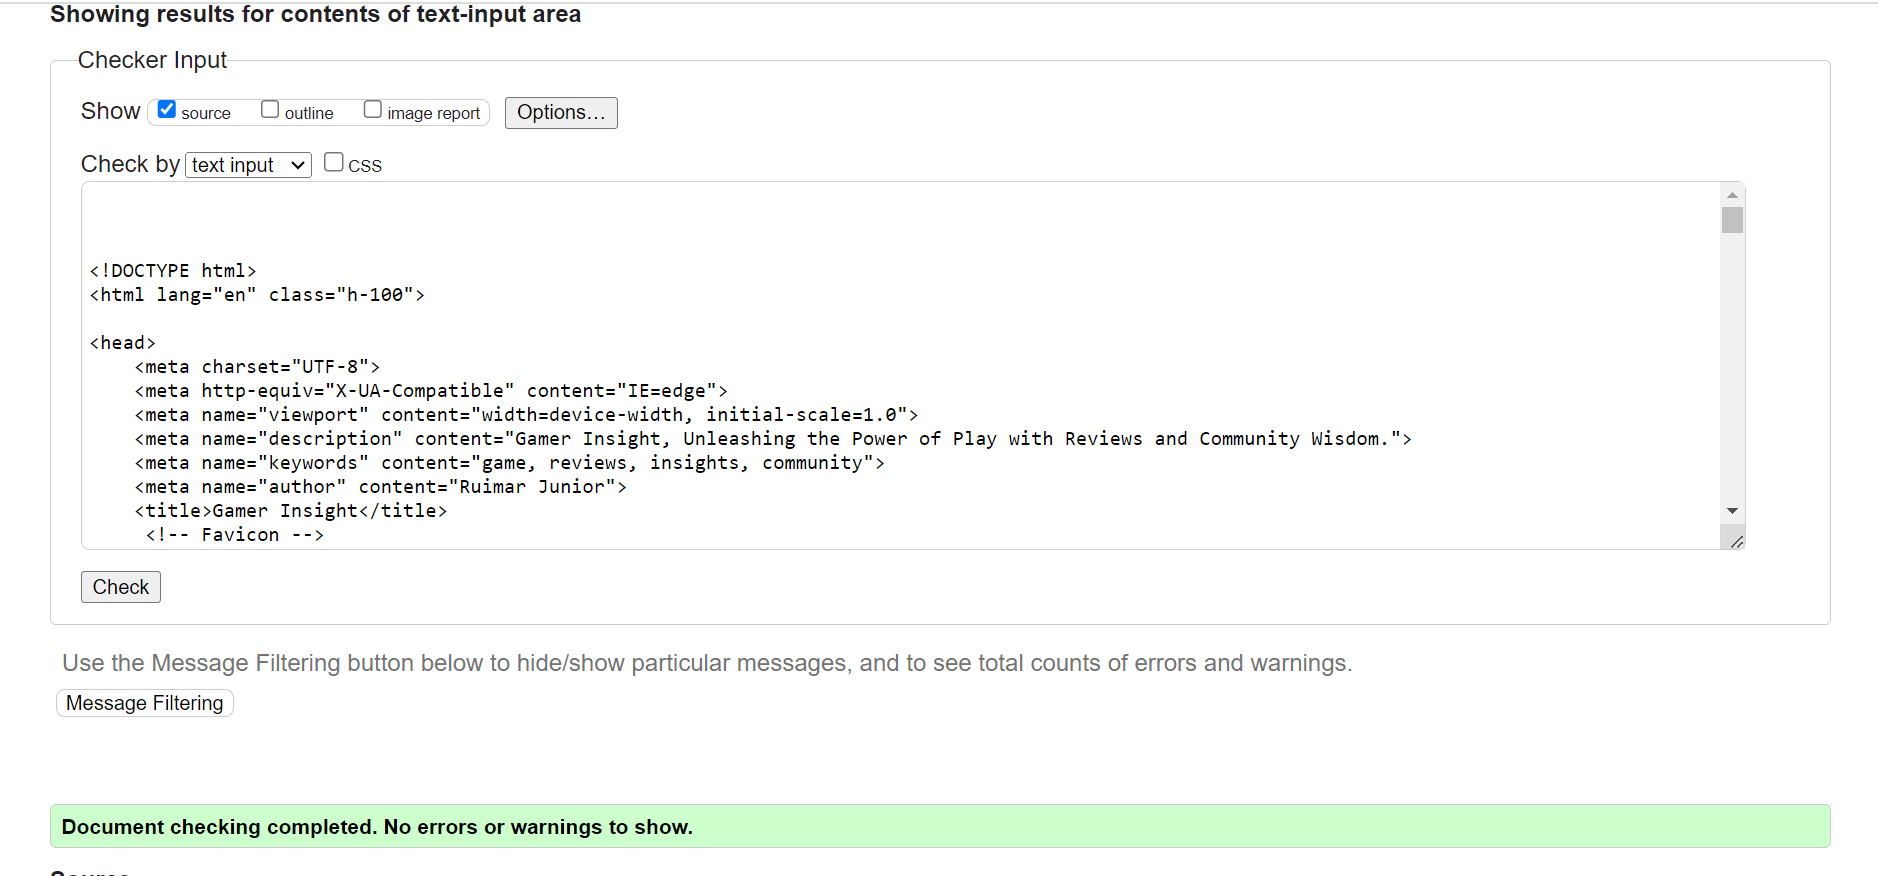 Showing results for contents of text-input area
Checker Input
Show source outline image report Options...
Check by text input CSS
<!DOCTYPE html>
<html lang="en" class="h-100">
<head>
<meta charset="UTF-8">
<meta http-equiv="X-UA-Compatible" content="IE=edge">
<meta name="viewport" content="width=device-width, initial-scale=1.0">
<meta name="description" content="Gamer Insight, Unleashing the Power of Play with Reviews and Community Wisdom.">
<meta name="keywords" content="game, reviews, insights, community">
<meta name="author" content="Ruimar Junior">
<title>Gamer Insight</title>
<!-- Favicon -->
Check
Use the Message Filtering button below to hide/show particular messages, and to see total counts of errors and warnings.
Message Filtering
Document checking completed. No errors or warnings to show.